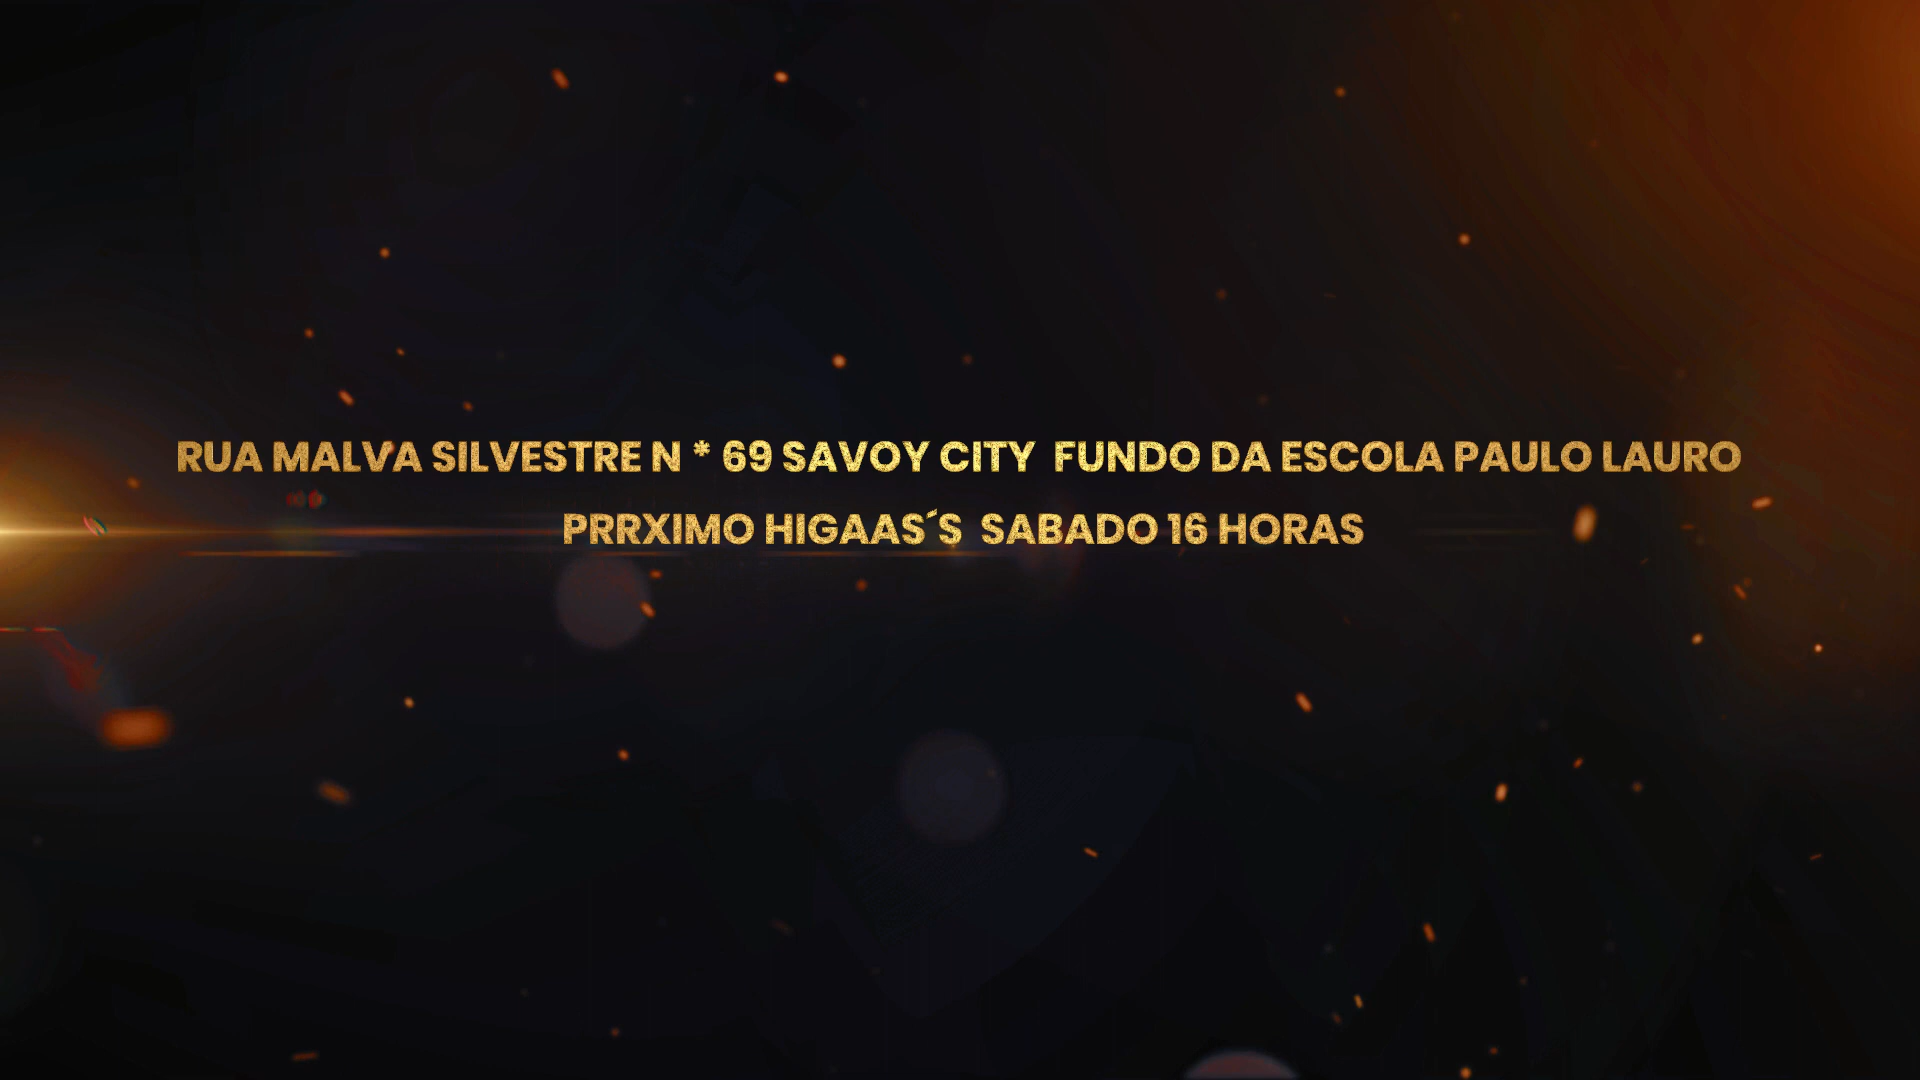 RUA MALVA SILVESTRE N * 69 SAVOY CITY  FUNDO DA ESCOLA PAULO LAURO
PRRXIMO HIGAAS´S  SABADO 16 HORAS